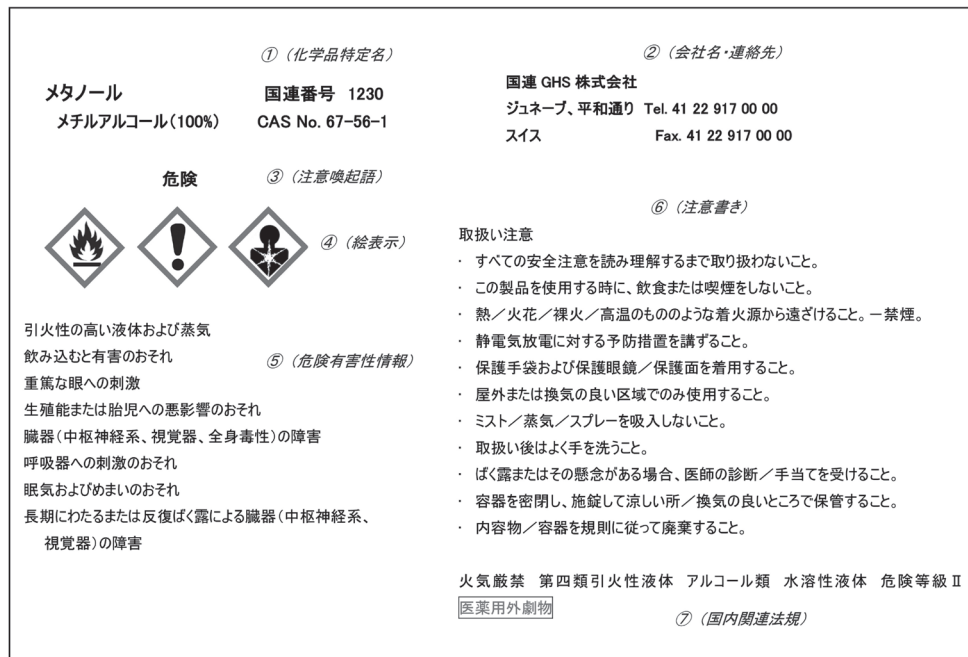 ① （化学品特定名）
メタノール 国連番号 1230
メチルアルコール（100%） CAS No. 67-56-1
② （会社名・連絡先）
国連 GHS 株式会社
ジュネーブ、平和通り Tel. 41 22 917 00 00
スイス Fax. 41 22 917 00 00
危険 ③ （注意喚起語）
④ （絵表示）
引火性の高い液体および蒸気
飲み込むと有害のおそれ ⑤ （危険有害性情報）
重篤な眼への刺激
生殖能または胎児への悪影響のおそれ
臓器（中枢神経系、視覚器、全身毒性）の障害
呼吸器への刺激のおそれ
眠気およびめまいのおそれ
長期にわたるまたは反復ばく露による臓器（中枢神経系、
視覚器）の障害
⑥ （注意書き）
取扱い注意
・ すべての安全注意を読み理解するまで取り扱わないこと。
・ この製品を使用する時に、飲食または喫煙をしないこと。
・ 熱／火花／裸火／高温のもののような着火源から遠ざけること。－禁煙。
・ 静電気放電に対する予防措置を講ずること。
・ 保護手袋および保護眼鏡／保護面を着用すること。
・ 屋外または換気の良い区域でのみ使用すること。
・ ミスト／蒸気／スプレーを吸入しないこと。
・ 取扱い後はよく手を洗うこと。
・ ばく露またはその懸念がある場合、医師の診断／手当てを受けること。
・ 容器を密閉し、施錠して涼しい所／換気の良いところで保管すること。
・ 内容物／容器を規則に従って廃棄すること。
火気厳禁 第四類引火性液体 アルコール類 水溶性液体 危険等級Ⅱ
医薬用外劇物
⑦ （国内関連法規）